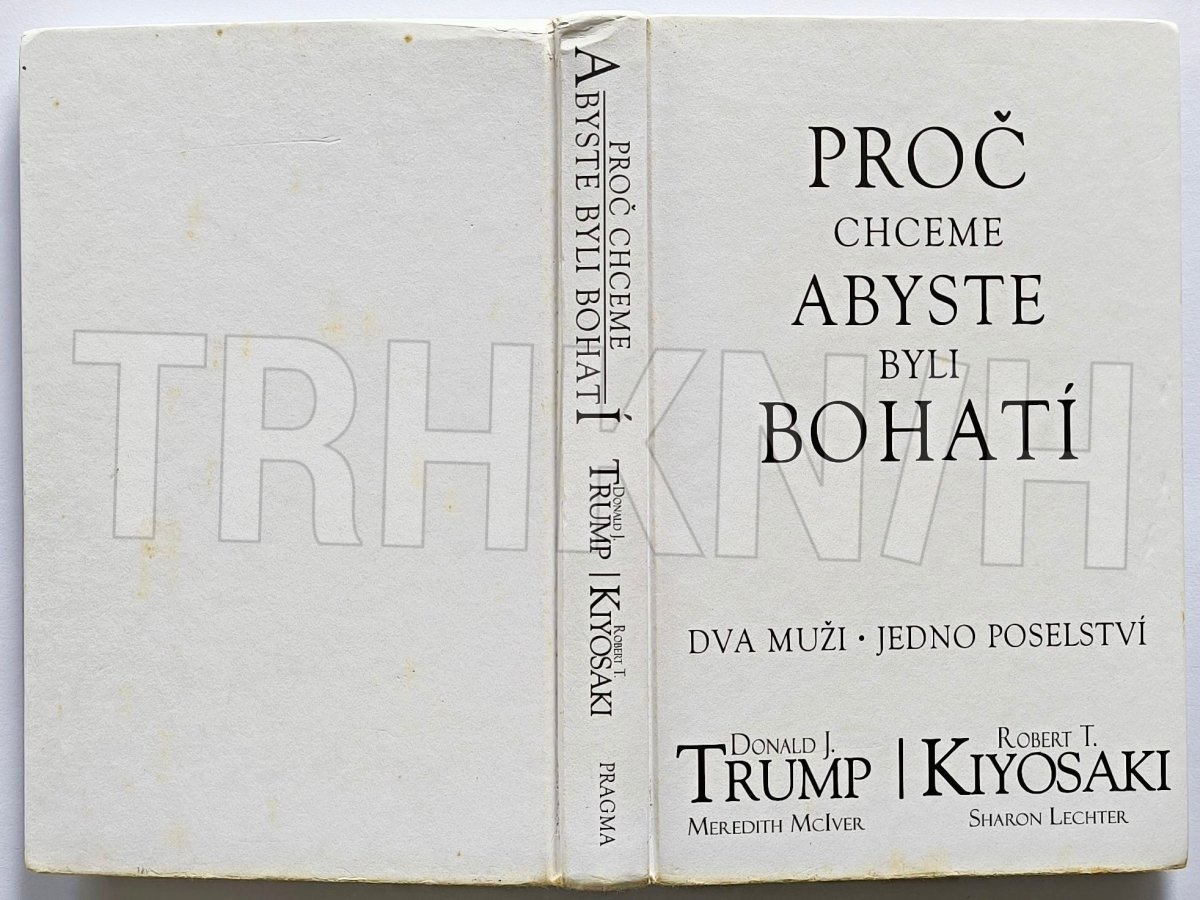 PROČ CHCEME
ABYSTE BYLI BOHATÍ
DONALD J.
TRUMP | KIYOSAKI
ROBERT T.
PRAGMA
PROČ
CHCEME
ABYSTE
BYLI
BOHATÍ
DVA MUŽI • JEDNO POSELSTVÍ
DONALD J.
TRUMP
MEREDITH MCIVER
ROBERT T.
KIYOSAKI
SHARON LECHTER
TRHKNIH